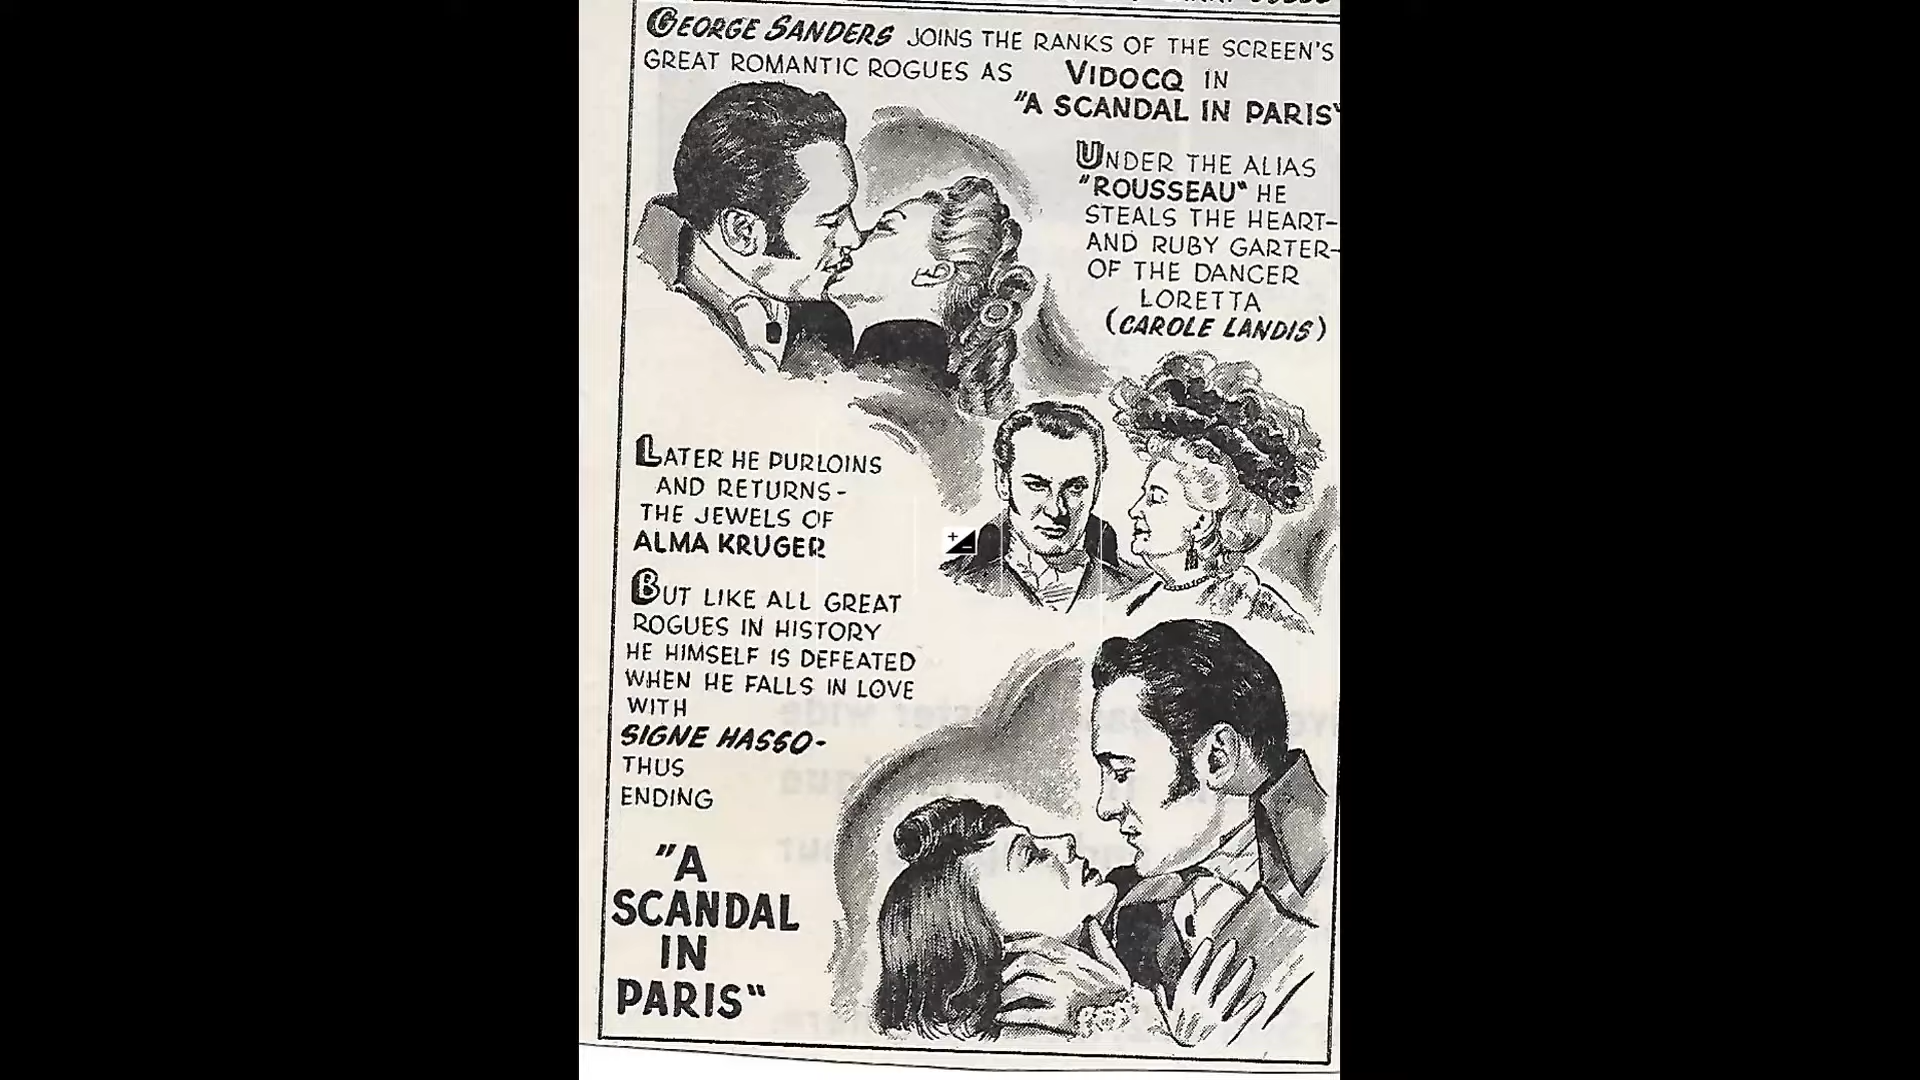 GEORGE SANDERS JOINS THE RANKS OF THE SCREEN'S
GREAT ROMANTIC ROGUES AS VIDOCQ IN
"A SCANDAL IN PARIS"
UNDER THE ALIAS
"ROUSSEAU" HE
STEALS THE HEART-
AND RUBY GARTER-
OF THE DANCER
LORETTA
(CAROLE LANDIS)
LATER HE PURLOINS
AND RETURNS-
THE JEWELS OF
ALMA KRUGER
BUT LIKE ALL GREAT
ROGUES IN HISTORY
HE HIMSELF IS DEFEATED
WHEN HE FALLS IN LOVE
WITH
SIGNE HASSO-
THUS
ENDING
"A
SCANDAL
IN
PARIS"